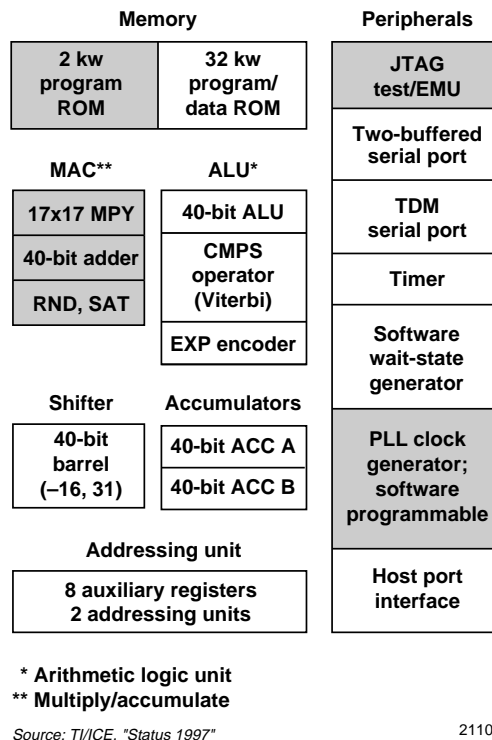 Memory
2 kw
program
ROM
32 kw
program/
data ROM
MAC**
17x17 MPY
40-bit adder
RND, SAT
ALU*
40-bit ALU
CMPS
operator
(Viterbi)
EXP encoder
Shifter
40-bit
barrel
(–16, 31)
Accumulators
40-bit ACC A
40-bit ACC B
Addressing unit
8 auxiliary registers
2 addressing units
Peripherals
JTAG
test/EMU
Two-buffered
serial port
TDM
serial port
Timer
Software
wait-state
generator
PLL clock
generator;
software
programmable
Host port
interface
* Arithmetic logic unit
** Multiply/accumulate
Source: TI/ICE, "Status 1997"
2110